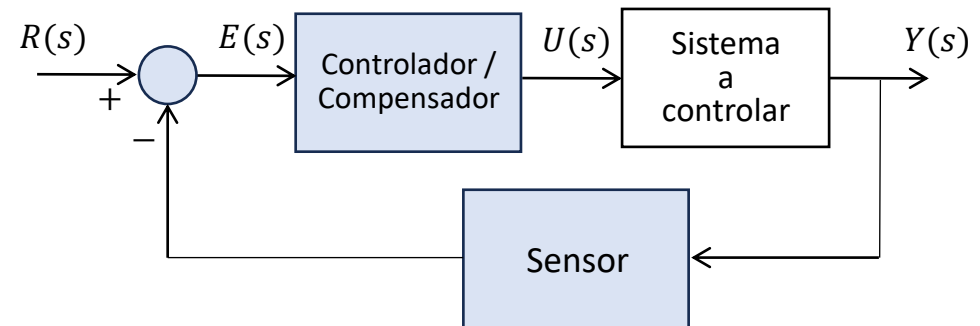 R(s)
E(s)
U(s)
Y(s)
+
−
Controlador /
Compensador
Sistema
a
controlar
Sensor